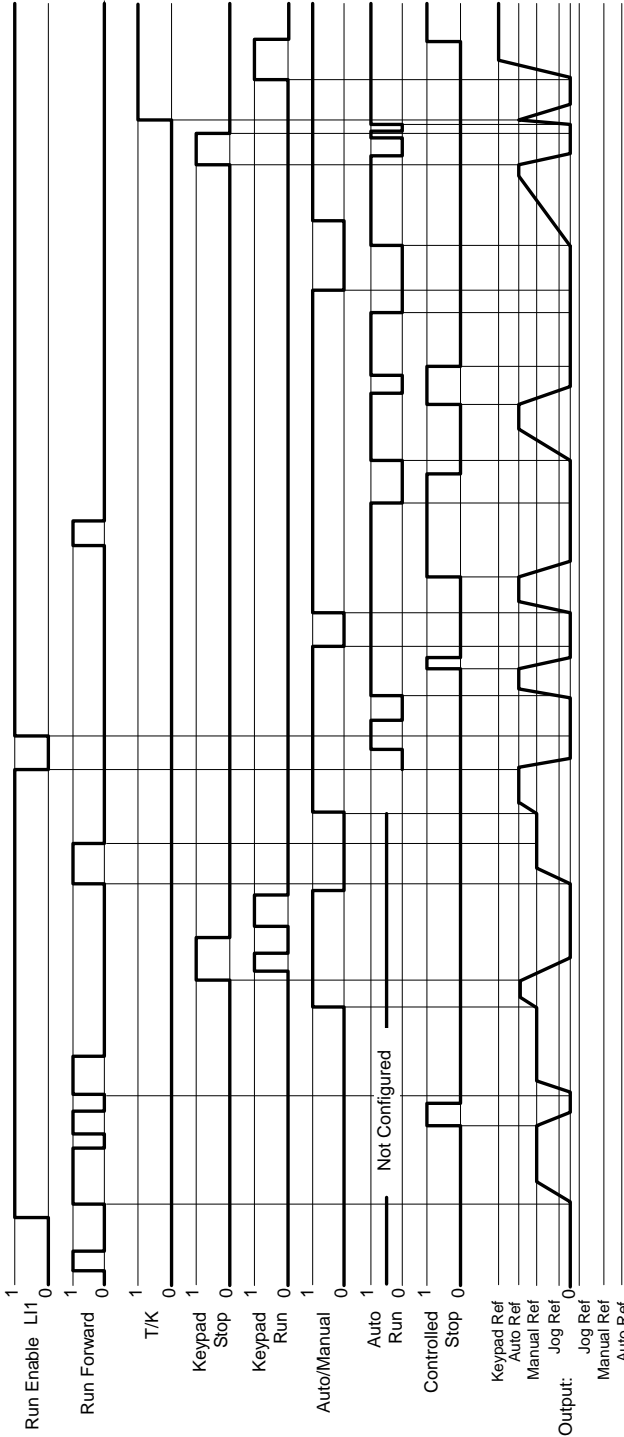 Run Enable LI1
1
0
Run Forward
1
0
T/K
1
0
Keypad
Stop
1
0
Keypad
Run
1
0
Auto/Manual
1
0
Auto
Run
1
0
Not Configured
Controlled
Stop
1
0
Keypad Ref
Auto Ref
Manual Ref
Jog Ref
Output:
0
Jog Ref
Manual Ref
Auto Ref